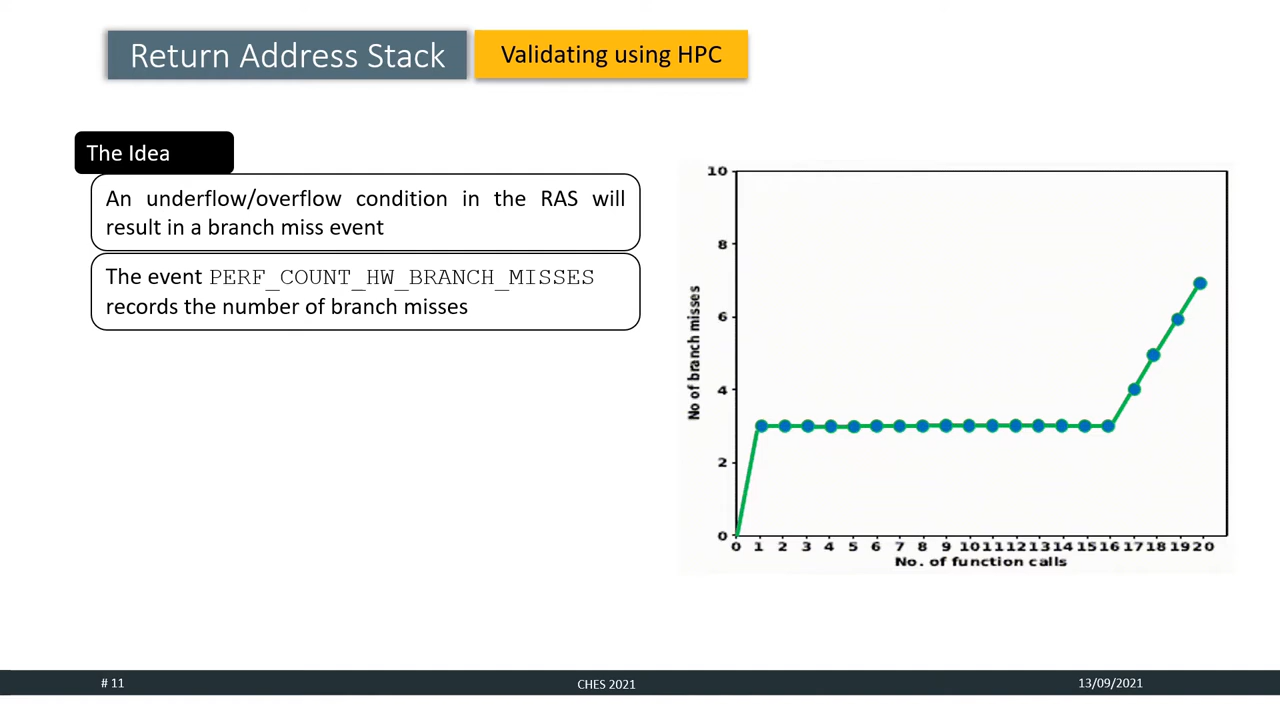 Return Address Stack
Validating using HPC
The Idea
An underflow/overflow condition in the RAS will
result in a branch miss event
The event PERF_COUNT_HW_BRANCH_MISSES
records the number of branch misses
No of branch misses
10
8
6
4
2
0
0 1 2 3 4 5 6 7 8 9 10 11 12 13 14 15 16 17 18 19 20
No. of function calls
# 11
CHES 2021
13/09/2021